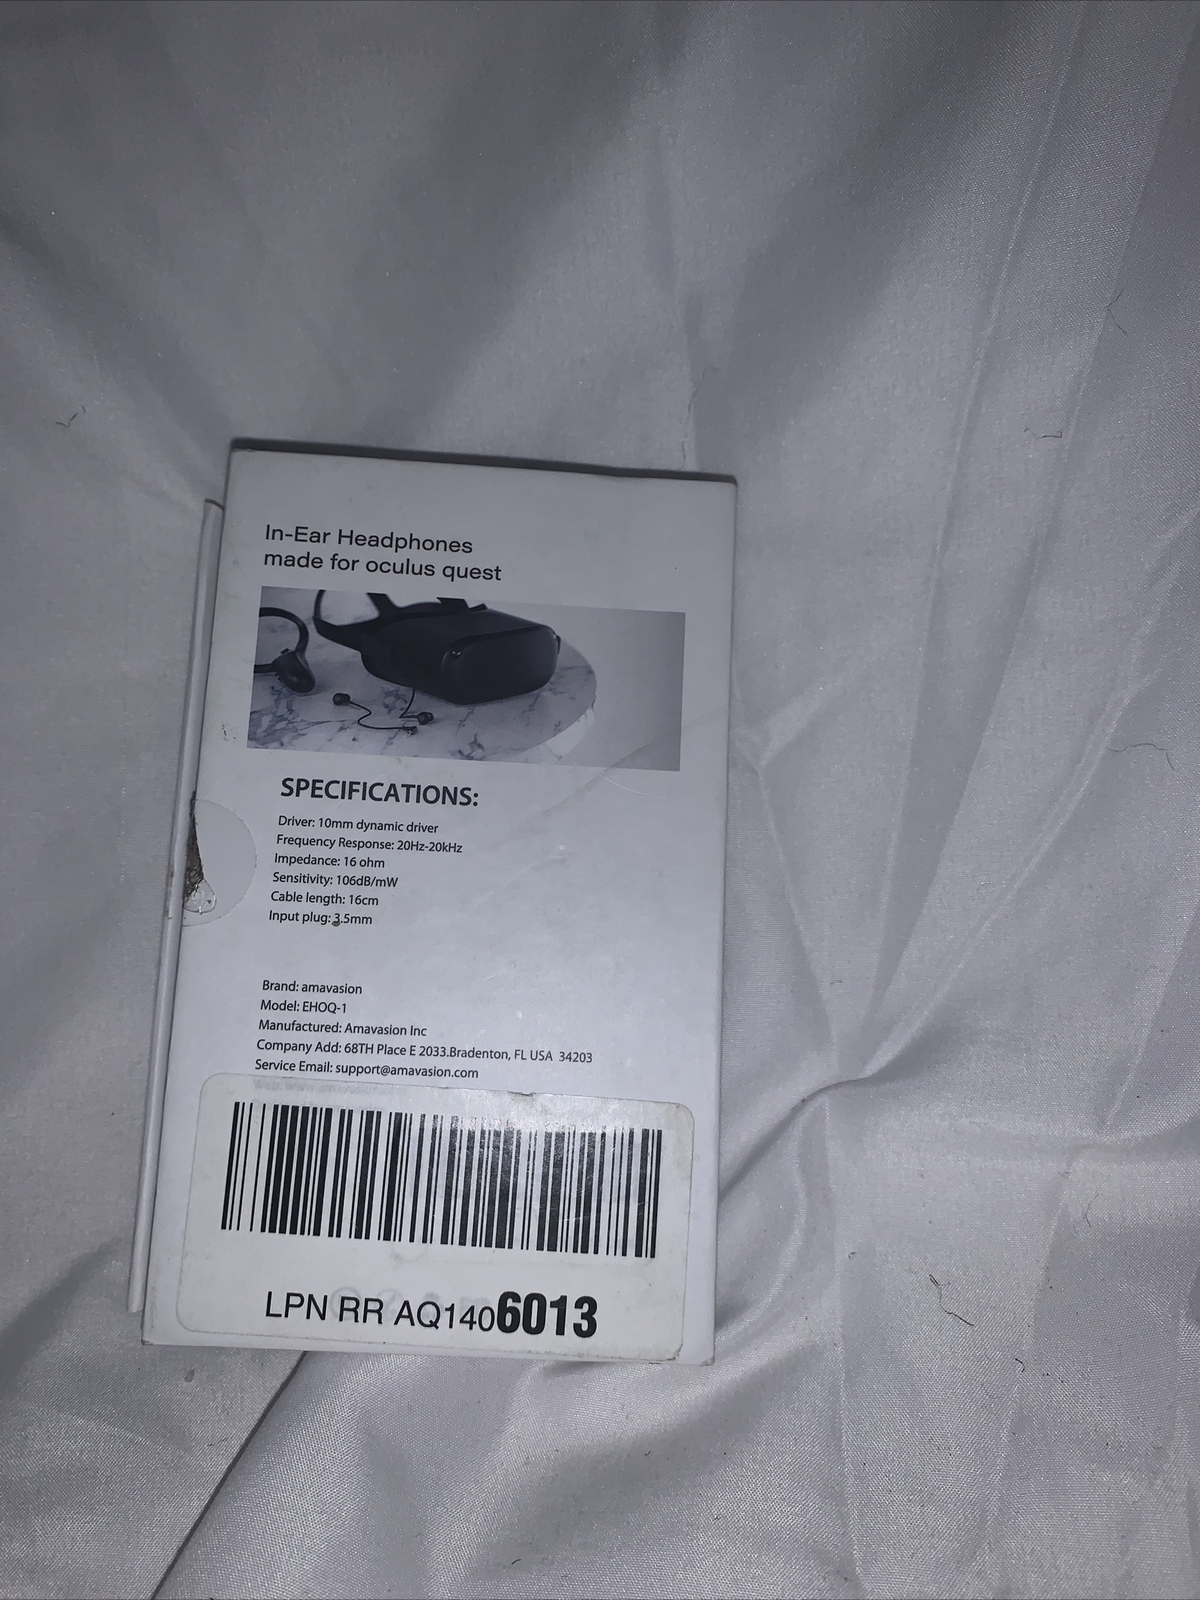 In-Ear Headphones
made for oculus quest
SPECIFICATIONS:
Driver: 10mm dynamic driver
Frequency Response: 20Hz-20kHz
Impedance: 16 ohm
Sensitivity: 106dB/mW
Cable length: 16cm
Input plug: 3.5mm
Brand: amavasion
Model: EHOQ-1
Manufactured: Amavasion Inc
Company Add: 68TH Place E 2033.Bradenton, FL USA 34203
Service Email: support@amavasion.com
LPN RR AQ1406013